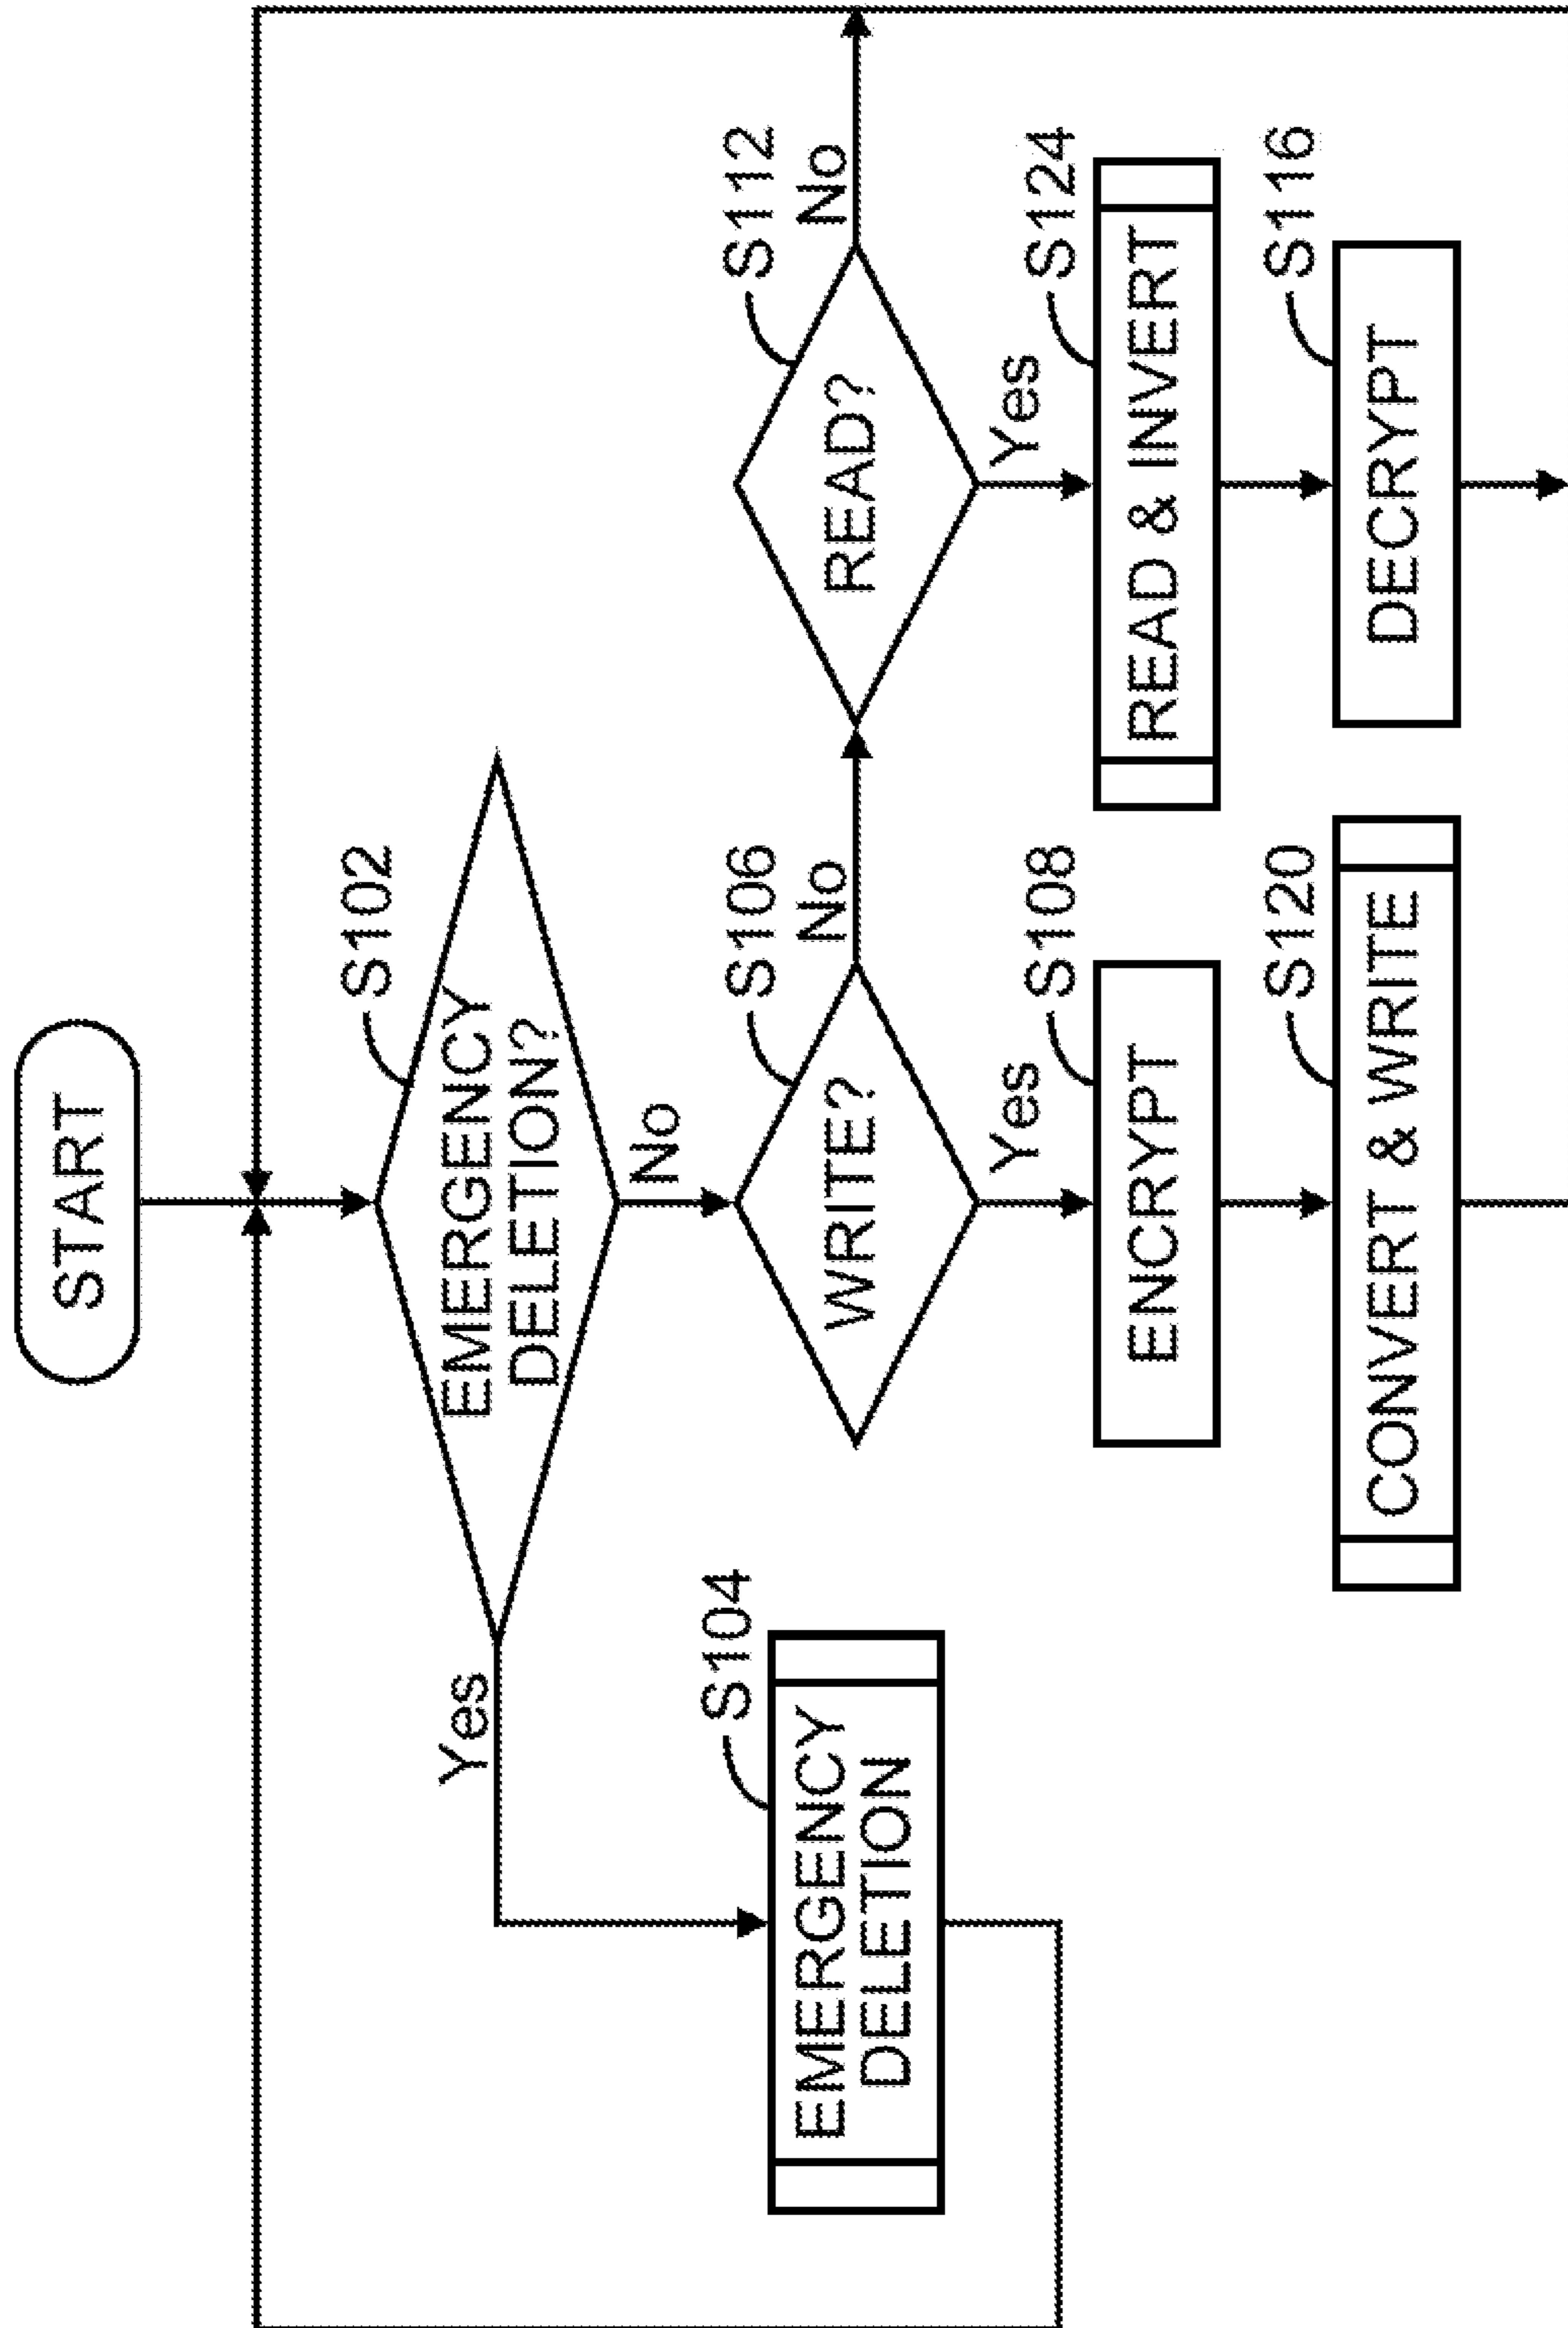 START
S102
EMERGENCY
DELETION?
Yes
No
S104
EMERGENCY
DELETION
S106
WRITE?
No
Yes
S112
READ?
No
Yes
S108
ENCRYPT
S124
READ & INVERT
S120
CONVERT & WRITE
S116
DECRYPT